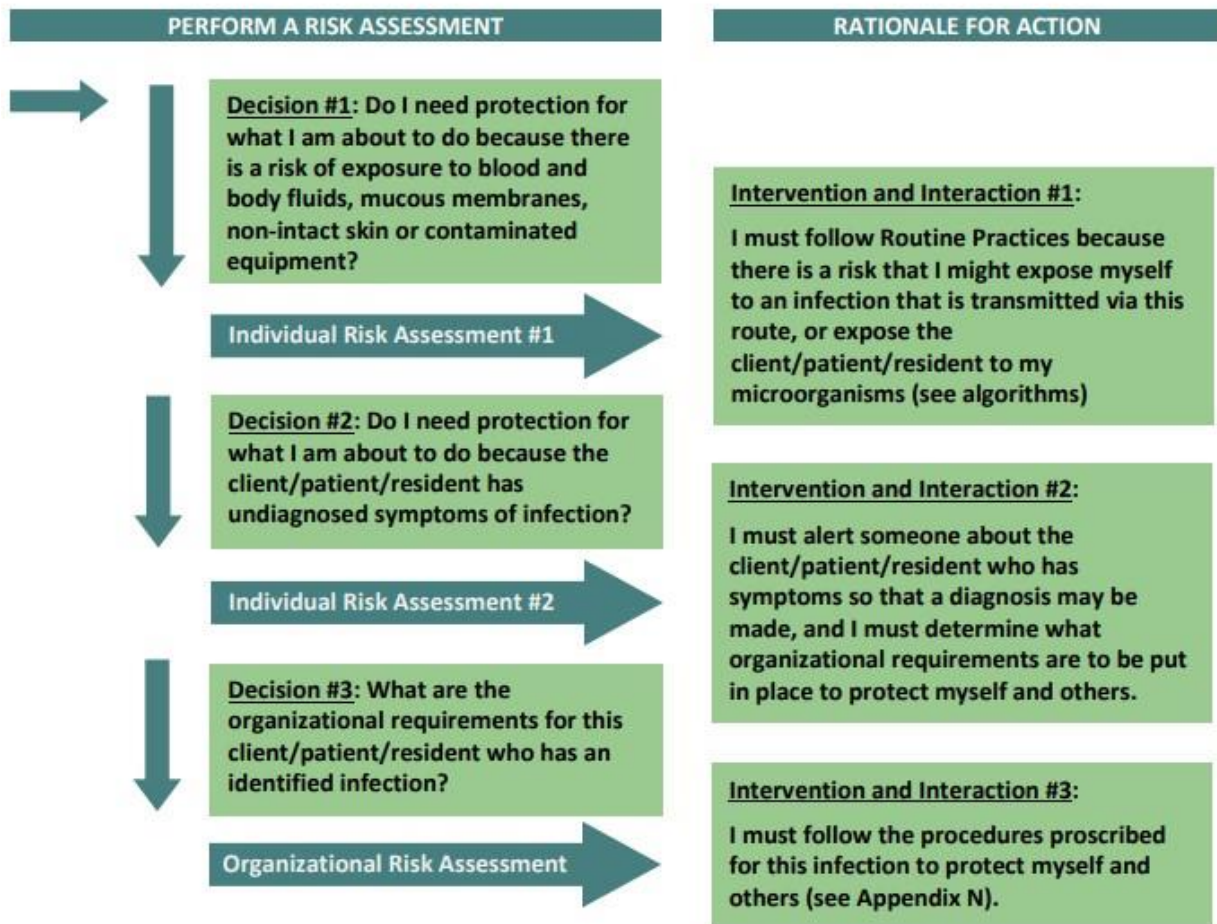 PERFORM A RISK ASSESSMENT
Decision #1: Do I need protection for
what I am about to do because there
is a risk of exposure to blood and
body fluids, mucous membranes,
non-intact skin or contaminated
equipment?
Individual Risk Assessment #1
Decision #2: Do I need protection for
what I am about to do because the
client/patient/resident has
undiagnosed symptoms of infection?
Individual Risk Assessment #2
Decision #3: What are the
organizational requirements for this
client/patient/resident who has an
identified infection?
Organizational Risk Assessment
RATIONALE FOR ACTION
Intervention and Interaction #1:
I must follow Routine Practices because
there is a risk that I might expose myself
to an infection that is transmitted via this
route, or expose the
client/patient/resident to my
microorganisms (see algorithms)
Intervention and Interaction #2:
I must alert someone about the
client/patient/resident who has
symptoms so that a diagnosis may be
made, and I must determine what
organizational requirements are to be put
in place to protect myself and others.
Intervention and Interaction #3:
I must follow the procedures proscribed
for this infection to protect myself and
others (see Appendix N).